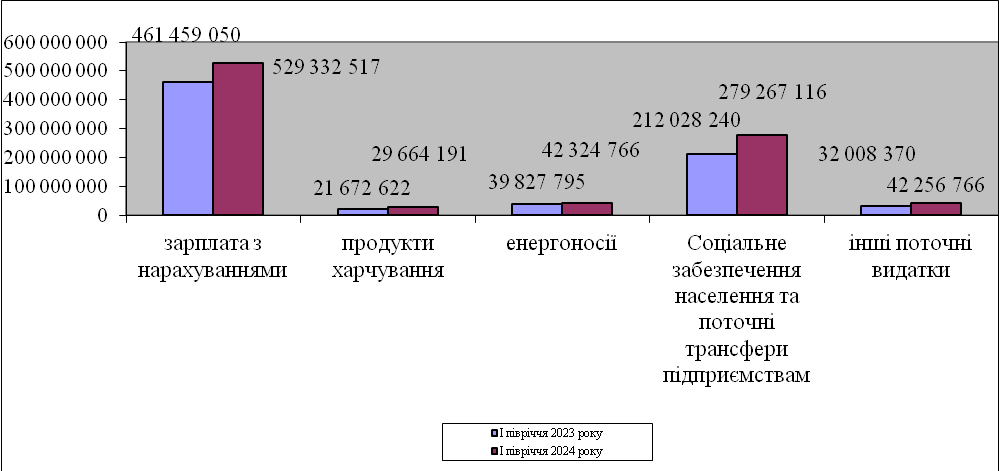 461 459 050
600 000 000
500 000 000
529 332 517
400 000 000
279 267 116
300 000 000
212 028 240
200 000 000
29 664 191
42 324 766
32 008 370
100 000 000
21 672 622
39 827 795
42 256 766
0
зарплата з
нарахуваннями
продукти
харчування
енергоносії
Соціальне
забезпечення
населення та
поточні
трансфери
підприємствам
інші поточні
видатки
І півріччя 2023 року
І півріччя 2024 року